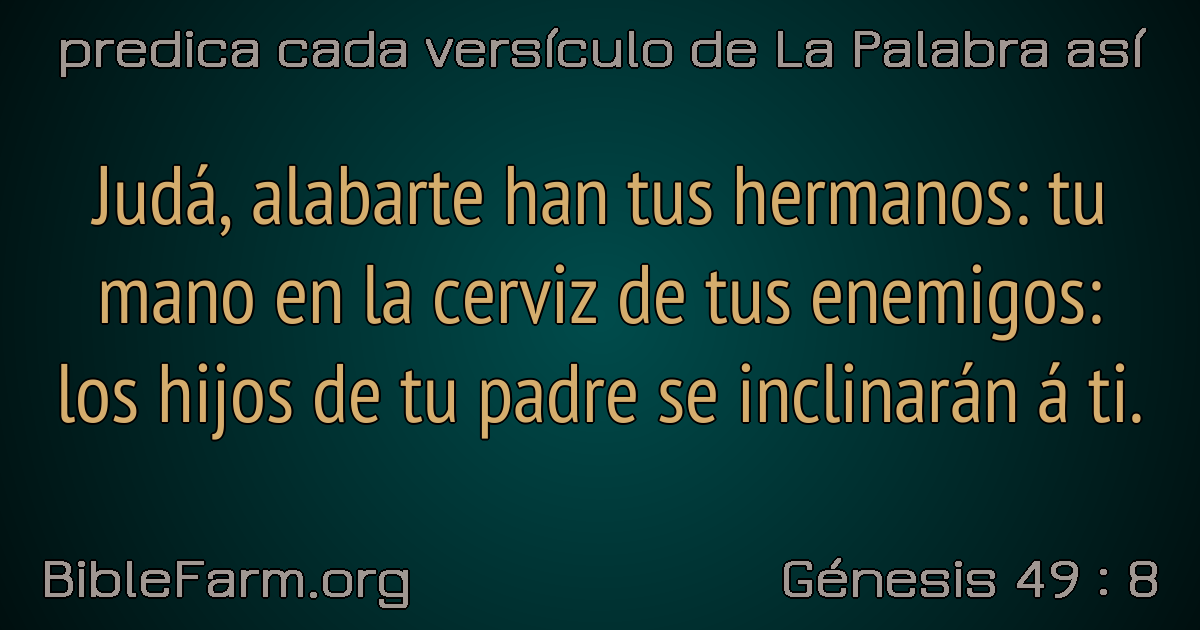 predica cada versículo de La Palabra así
Judá, alabarte han tus hermanos: tu
mano en la cerviz de tus enemigos:
los hijos de tu padre se inclinarán á ti.
BibleFarm.org
Génesis 49 : 8